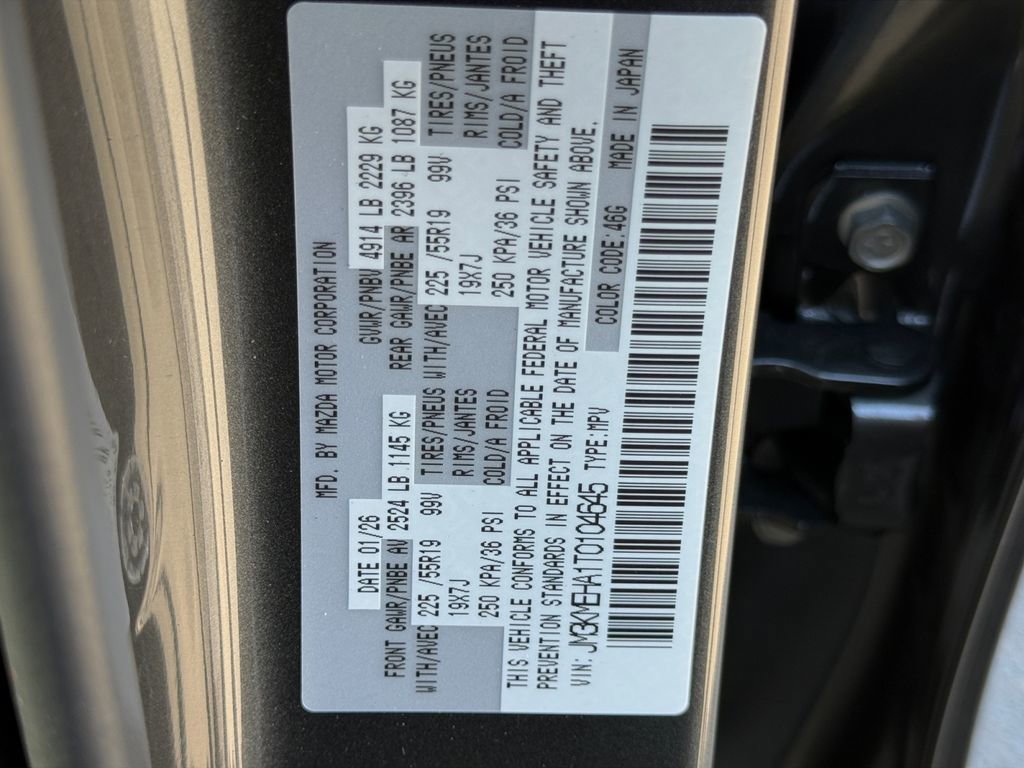 MFD. BY MAZDA MOTOR CORPORATION
DATE 01/26 GVWR/PNBV 4914 LB 2229 KG
FRONT GAWR/PNBE AV 2524 LB 1145 KG REAR GAWR/PNBE AR 2396 LB 1087 KG
WITH/AVEC 225 /55R19 99V TIRES/PNEUS WITH/AVEC 225 /55R19 99V TIRES/PNEUS
19X7J RIMS/JANTES 19X7J RIMS/JANTES
250 KPA/36 PSI COLD/A FROID 250 KPA/36 PSI COLD/A FROID
THIS VEHICLE CONFORMS TO ALL APPLICABLE FEDERAL MOTOR VEHICLE SAFETY AND THEFT
PREVENTION STANDARDS IN EFFECT ON THE DATE OF MANUFACTURE SHOWN ABOVE.
VIN: JM3KMEHA1T0104645 TYPE:MPV COLOR CODE:46G MADE IN JAPAN